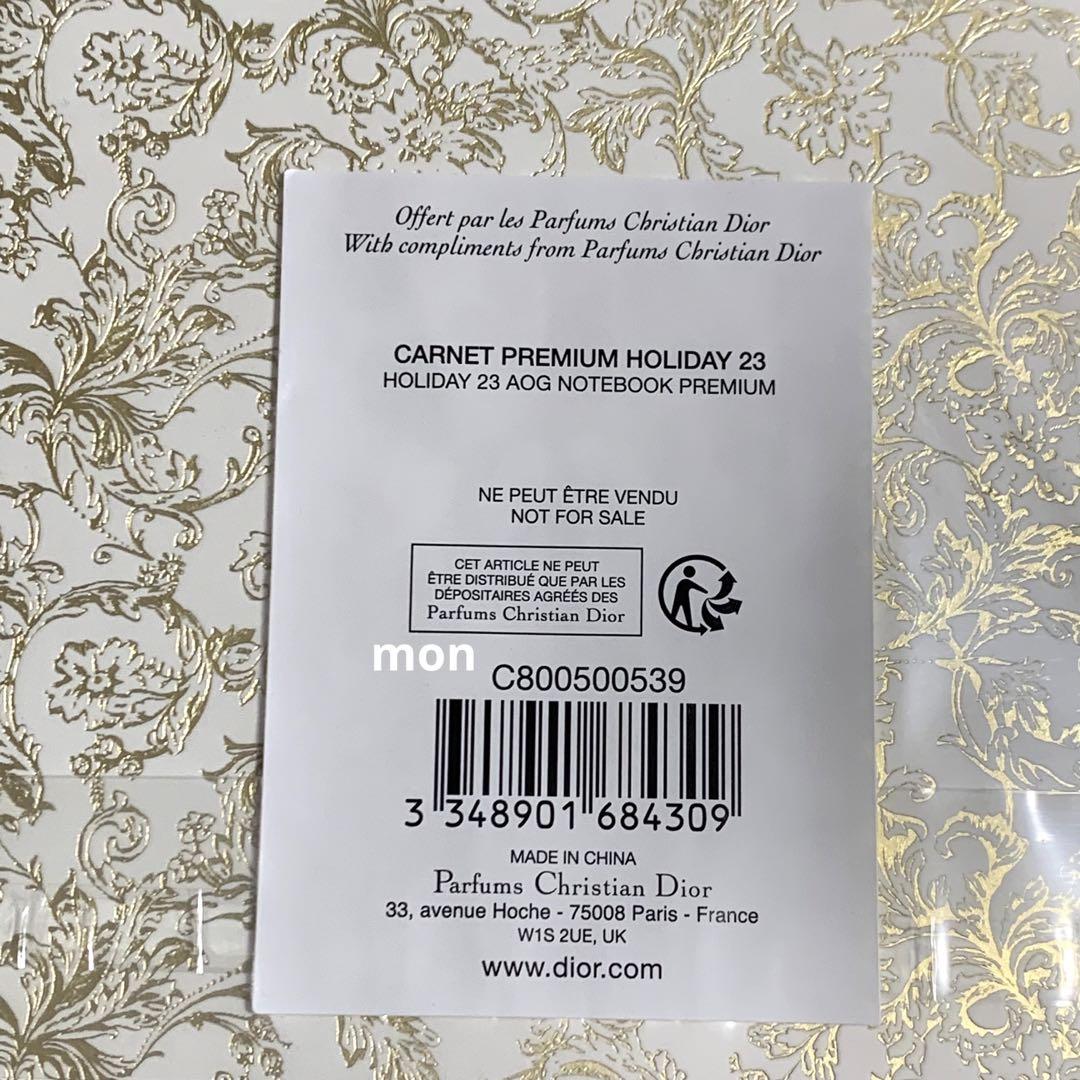 Offert par les Parfums Christian Dior
With compliments from Parfums Christian Dior
CARNET PREMIUM HOLIDAY 23
HOLIDAY 23 AOG NOTEBOOK PREMIUM
NE PEUT ÊTRE VENDU
NOT FOR SALE
CET ARTICLE NE PEUT
ÊTRE DISTRIBUÉ QUE PAR LES
DÉPOSITAIRES AGRÉÉS DES
Parfums Christian Dior
mon
C800500539
3 348901 684309
MADE IN CHINA
Parfums Christian Dior
33, avenue Hoche - 75008 Paris - France
W1S 2UE, UK
www.dior.com